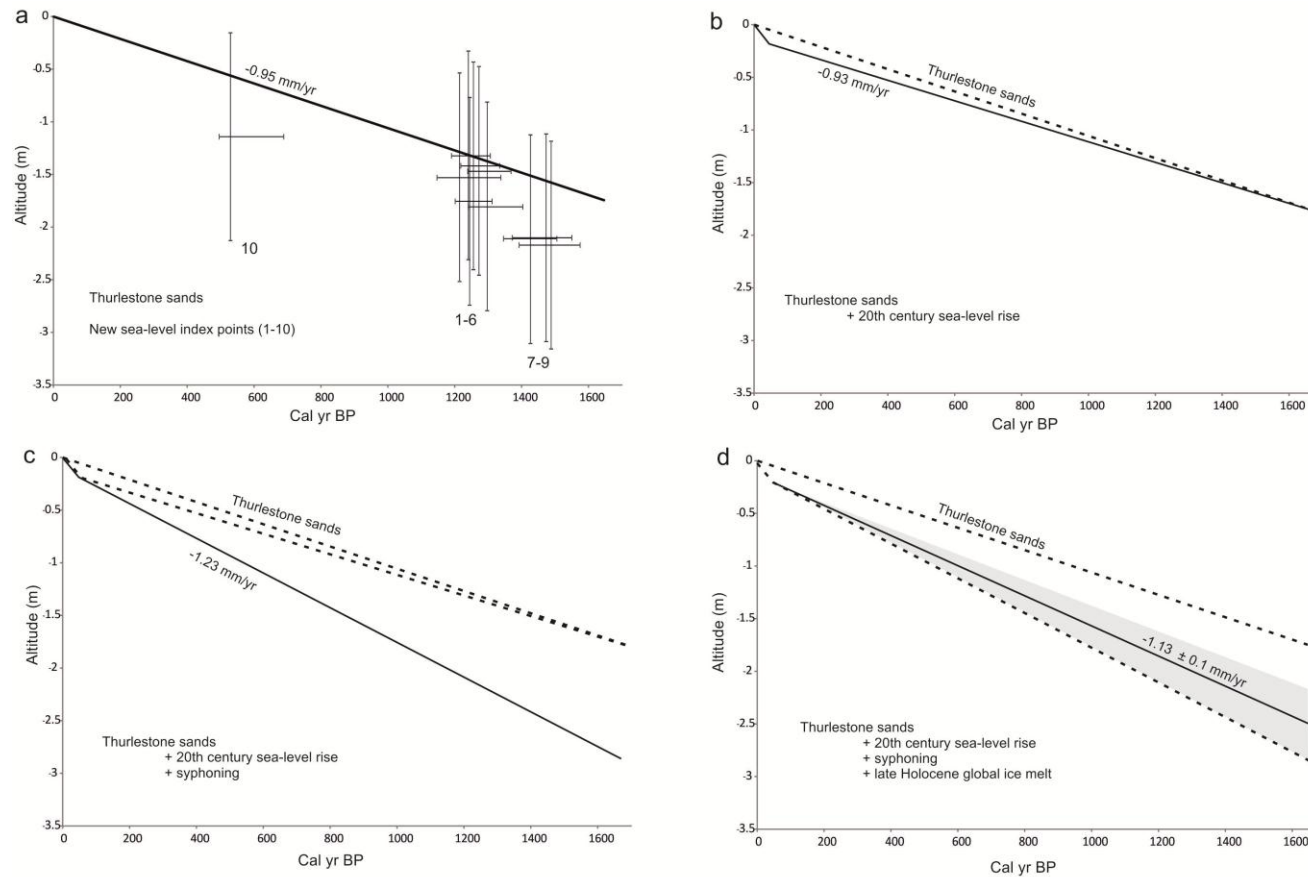 a
0
-0.5
-1
-1.5
-2
-2.5
-3
-3.5
Altitude (m)
-0.95 mm/yr
10
1-6
7-9
Thurlestone sands
New sea-level index points (1-10)
0 200 400 600 800 1000 1200 1400 1600
Cal yr BP
b
0
-0.5
-1
-1.5
-2
-2.5
-3
-3.5
Altitude (m)
Thurlestone sands
-0.93 mm/yr
Thurlestone sands
+ 20th century sea-level rise
0 200 400 600 800 1000 1200 1400 1600
Cal yr BP
c
0
-0.5
-1
-1.5
-2
-2.5
-3
-3.5
Altitude (m)
Thurlestone sands
-1.23 mm/yr
Thurlestone sands
+ 20th century sea-level rise
+ syphoning
0 200 400 600 800 1000 1200 1400 1600
Cal yr BP
d
0
-0.5
-1
-1.5
-2
-2.5
-3
-3.5
Altitude (m)
Thurlestone sands
-1.13 ± 0.1 mm/yr
Thurlestone sands
+ 20th century sea-level rise
+ syphoning
+ late Holocene global ice melt
0 200 400 600 800 1000 1200 1400 1600
Cal yr BP